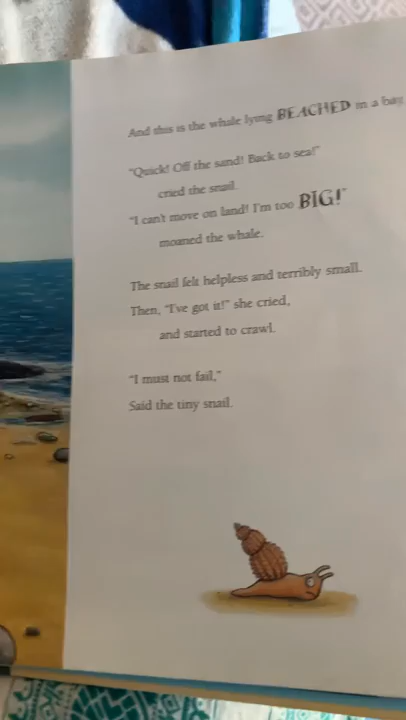 And this is the whale lying BEACHED in a bay.
"Quick! Off the sand! Back to sea!"
cried the snail.
"I can't move on land! I'm too BIG!"
moaned the whale.
The snail felt helpless and terribly small.
Then, "I've got it!" she cried,
and started to crawl.
"I must not fail,"
Said the tiny snail.